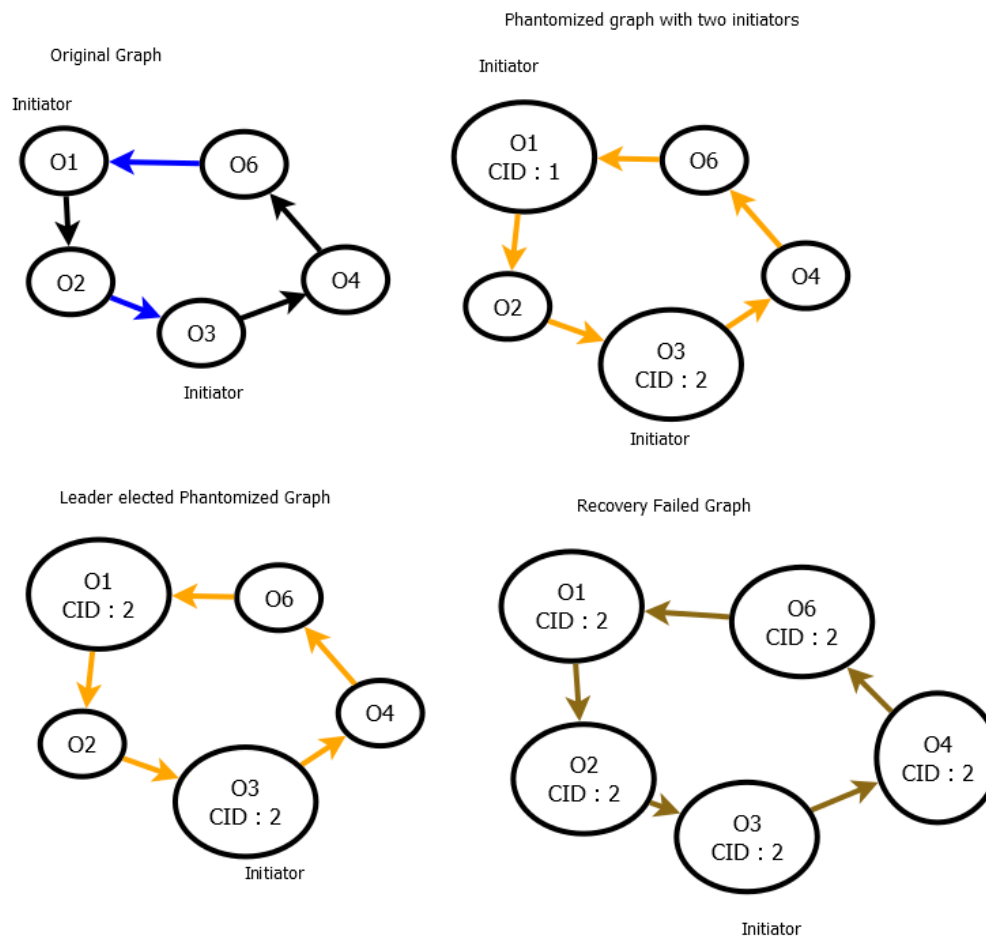 Original Graph
Initiator
O1
O6
O2
O4
O3
Initiator
Phantomized graph with two initiators
Initiator
O1
CID : 1
O6
O4
O2
O3
CID : 2
Initiator
Leader elected Phantomized Graph
O1
CID : 2
O6
O4
O2
O3
CID : 2
Initiator
Recovery Failed Graph
O1
CID : 2
O6
CID : 2
O4
CID : 2
O2
CID : 2
O3
CID : 2
Initiator